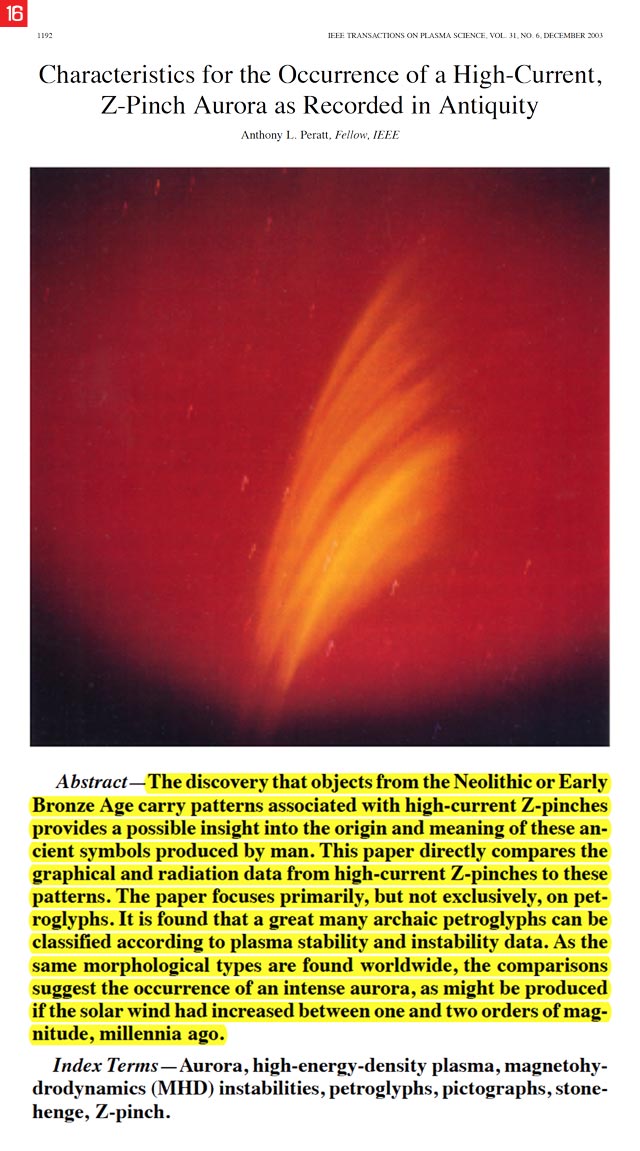 16
1192
IEEE TRANSACTIONS ON PLASMA SCIENCE, VOL. 31, NO. 6, DECEMBER 2003
Characteristics for the Occurrence of a High-Current,
Z-Pinch Aurora as Recorded in Antiquity
Anthony L. Peratt, Fellow, IEEE
Abstract—The discovery that objects from the Neolithic or Early
Bronze Age carry patterns associated with high-current Z-pinches
provides a possible insight into the origin and meaning of these an-
cient symbols produced by man. This paper directly compares the
graphical and radiation data from high-current Z-pinches to these
patterns. The paper focuses primarily, but not exclusively, on pet-
roglyphs. It is found that a great many archaic petroglyphs can be
classified according to plasma stability and instability data. As the
same morphological types are found worldwide, the comparisons
suggest the occurrence of an intense aurora, as might be produced
if the solar wind had increased between one and two orders of mag-
nitude, millennia ago.
Index Terms—Aurora, high-energy-density plasma, magnetohy-
drodynamics (MHD) instabilities, petroglyphs, pictographs, stone-
henge, Z-pinch.